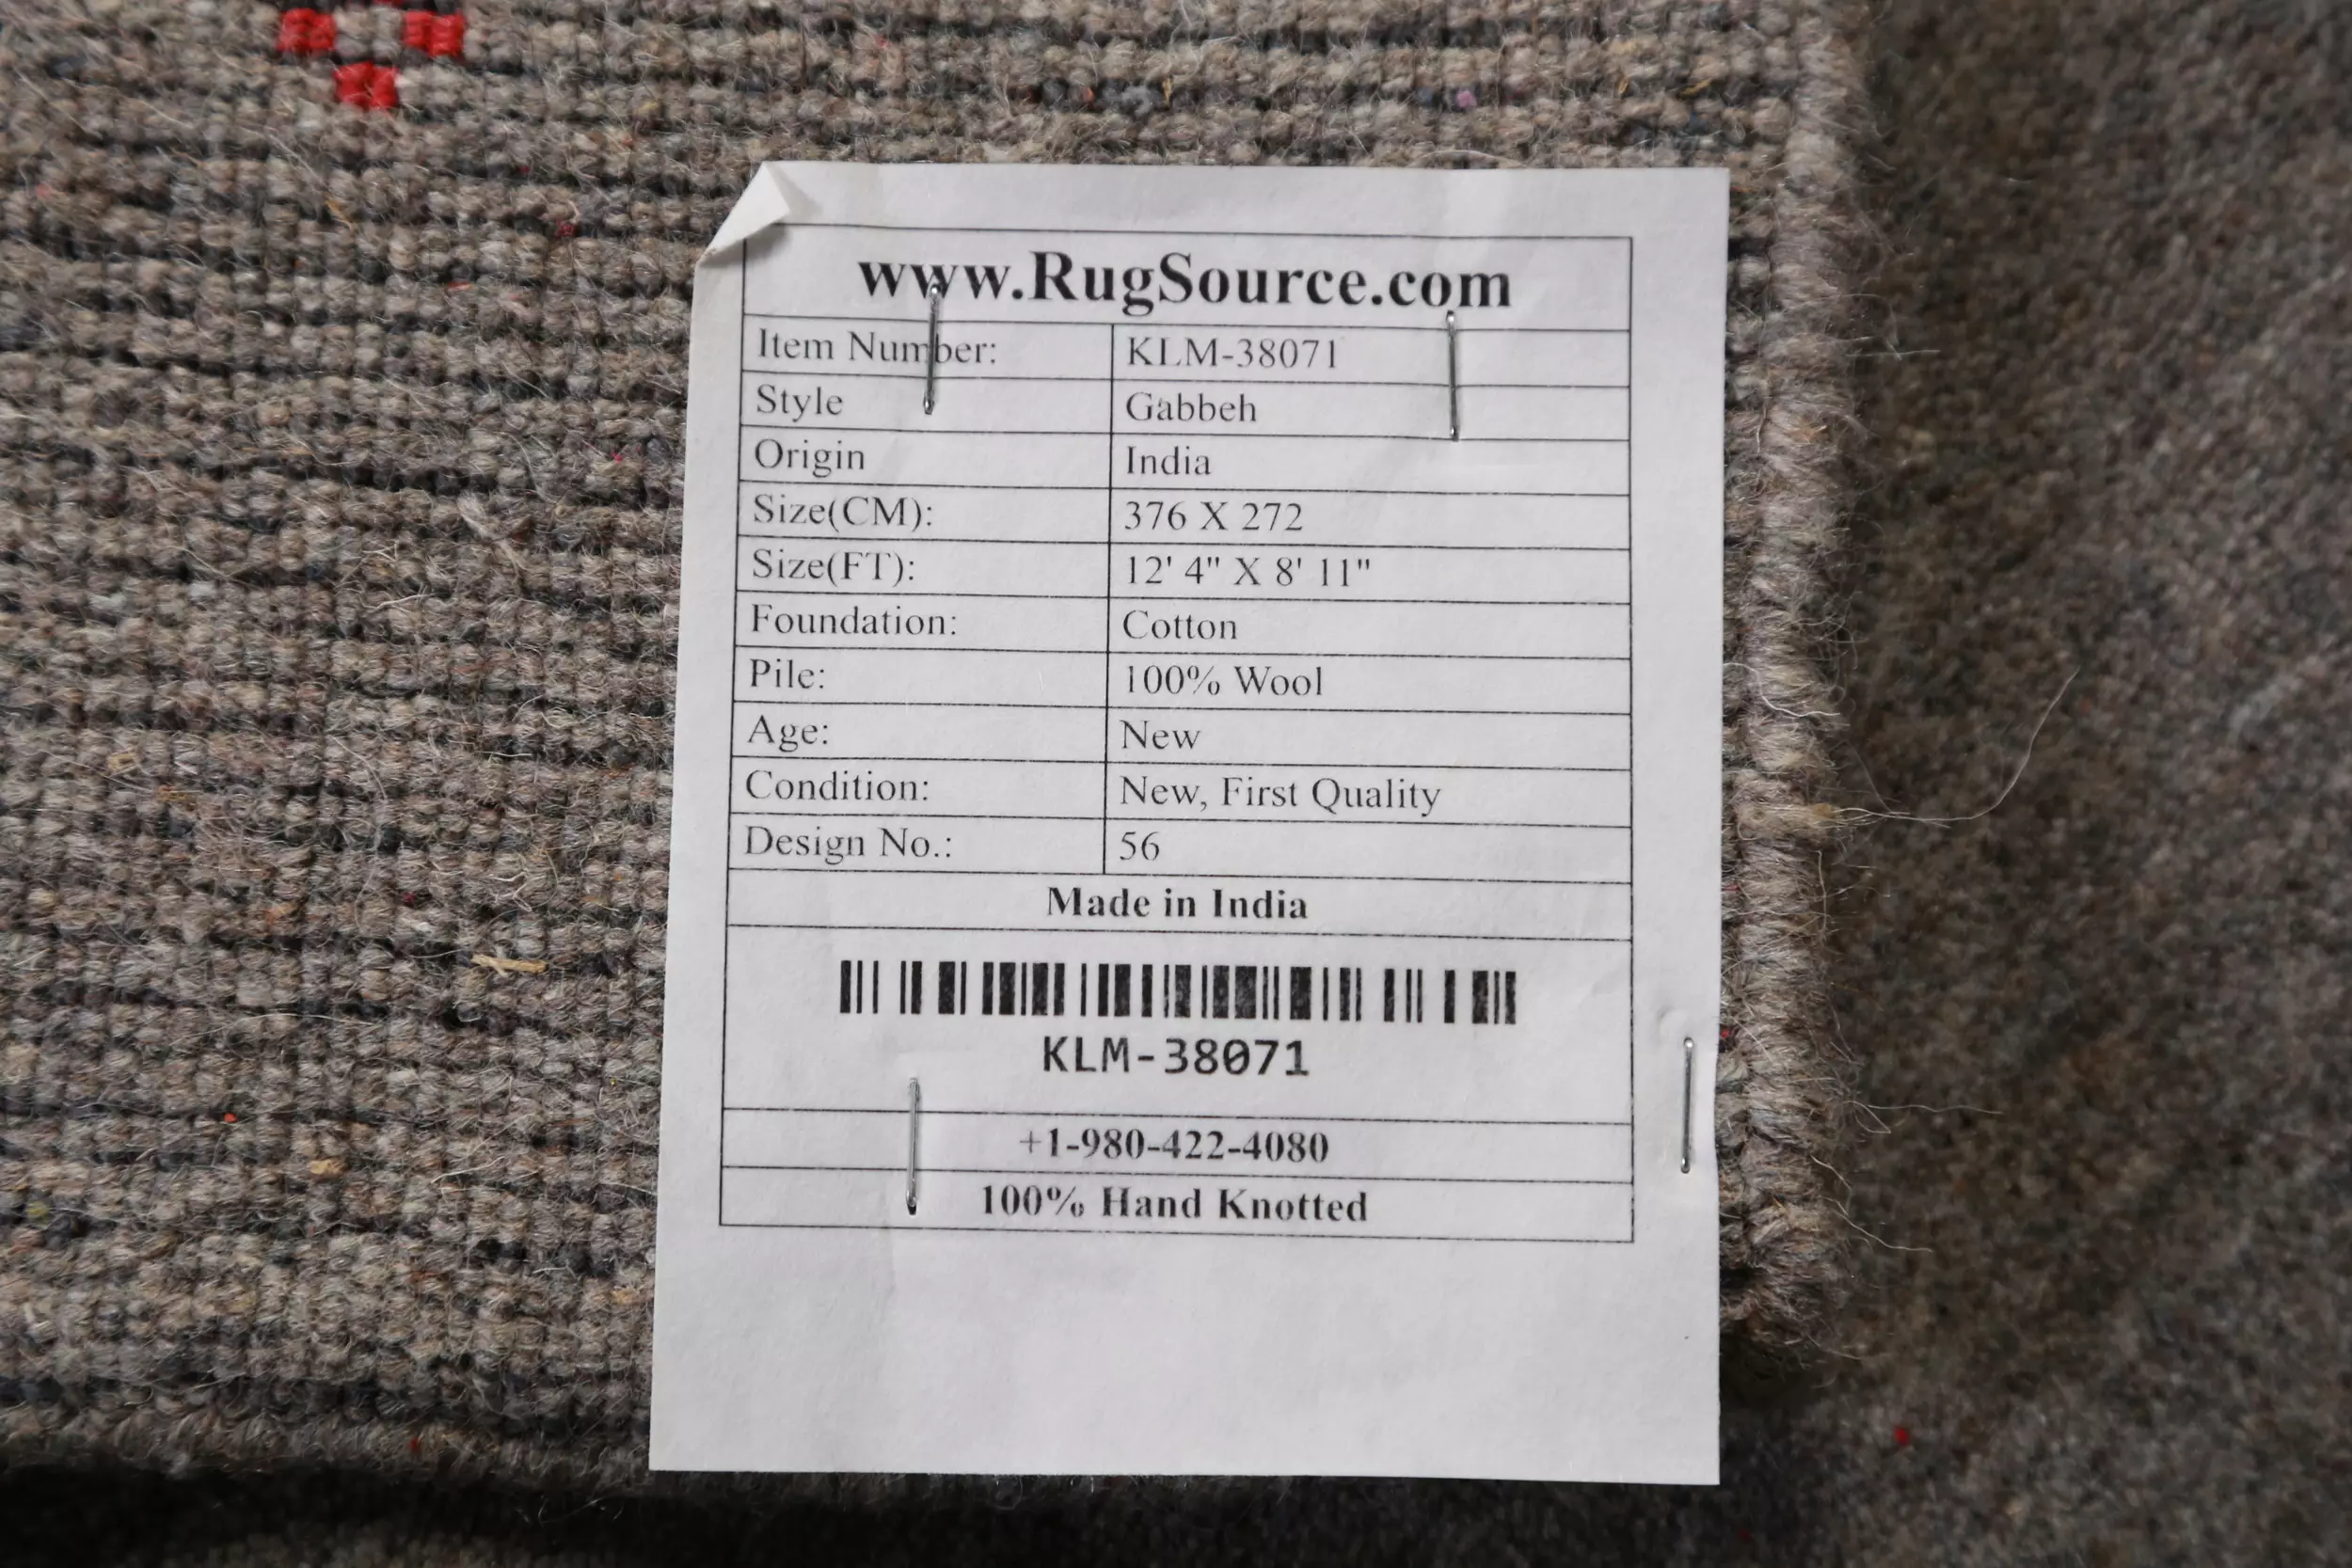 www.RugSource.com
Item Number: KLM-38071
Style Gabbeh
Origin India
Size(CM): 376 X 272
Size(FT): 12' 4" X 8' 11"
Foundation: Cotton
Pile: 100% Wool
Age: New
Condition: New, First Quality
Design No.: 56
Made in India
KLM-38071
+1-980-422-4080
100% Hand Knotted